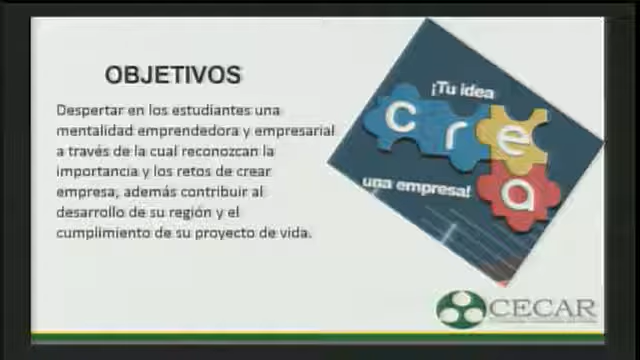 OBJETIVOS
Despertar en los estudiantes una
mentalidad emprendedora y empresarial
a través de la cual reconozcan la
importancia y los retos de crear
empresa, además contribuir al
desarrollo de su región y el
cumplimiento de su proyecto de vida.
¡Tu idea
crea
una empresa!
CECAR